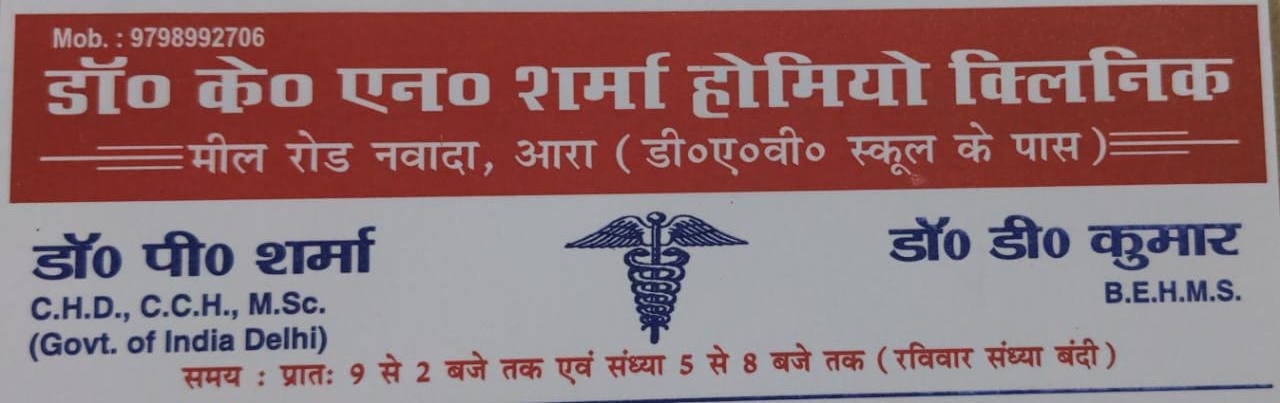 Mob. : 9798992706
डॉ० के० एन० शर्मा होमियो क्लिनिक
मील रोड नवादा, आरा ( डी०ए०वी० स्कूल के पास )
डॉ० पी० शर्मा
C.H.D., C.C.H., M.Sc.
(Govt. of India Delhi)
डॉ० डी० कुमार
B.E.H.M.S.
समय : प्रातः 9 से 2 बजे तक एवं संध्या 5 से 8 बजे तक ( रविवार संध्या बंदी )